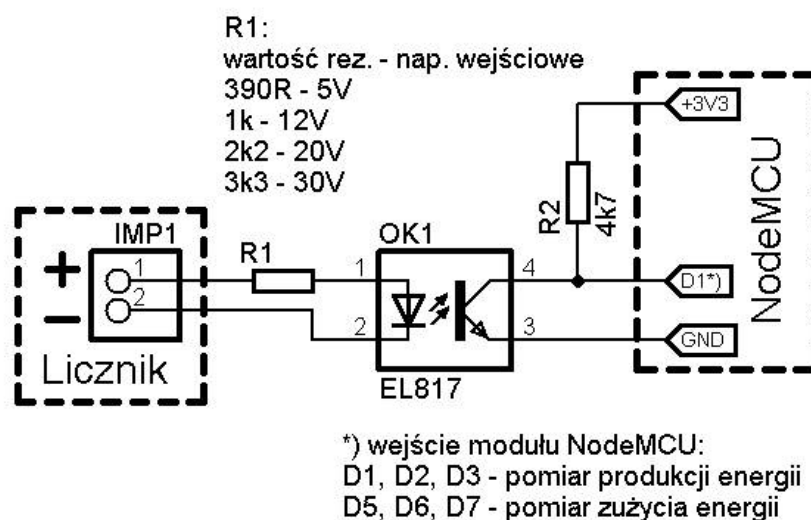 R1:
wartość rez. - nap. wejściowe
390R - 5V
1k - 12V
2k2 - 20V
3k3 - 30V
+3V3
NodeMCU
R2
4k7
IMP1
+
1
-
2
Licznik
R1
OK1
1
2
4
3
EL817
D1*)
GND
*) wejście modułu NodeMCU:
D1, D2, D3 - pomiar produkcji energii
D5, D6, D7 - pomiar zużycia energii